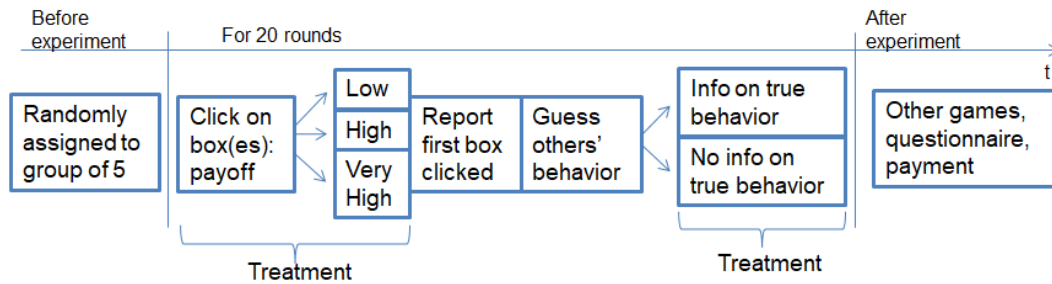 Before
experiment
For 20 rounds
After
experiment
t
Randomly
assigned to
group of 5
Click on
box(es):
payoff
Low
High
Very
High
Report
first box
clicked
Guess
others'
behavior
Info on true
behavior
No info on
true behavior
Other games,
questionnaire,
payment
Treatment
Treatment